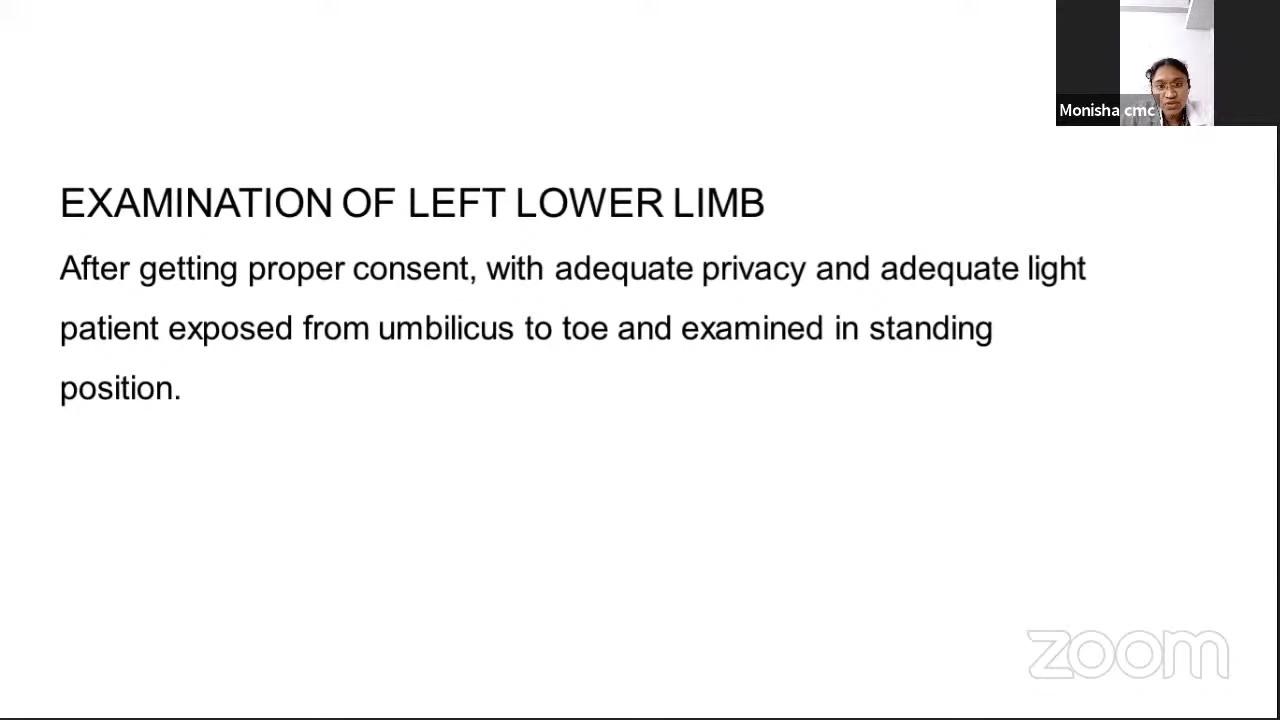 Monisha cmc
EXAMINATION OF LEFT LOWER LIMB
After getting proper consent, with adequate privacy and adequate light
patient exposed from umbilicus to toe and examined in standing
position.
zoom